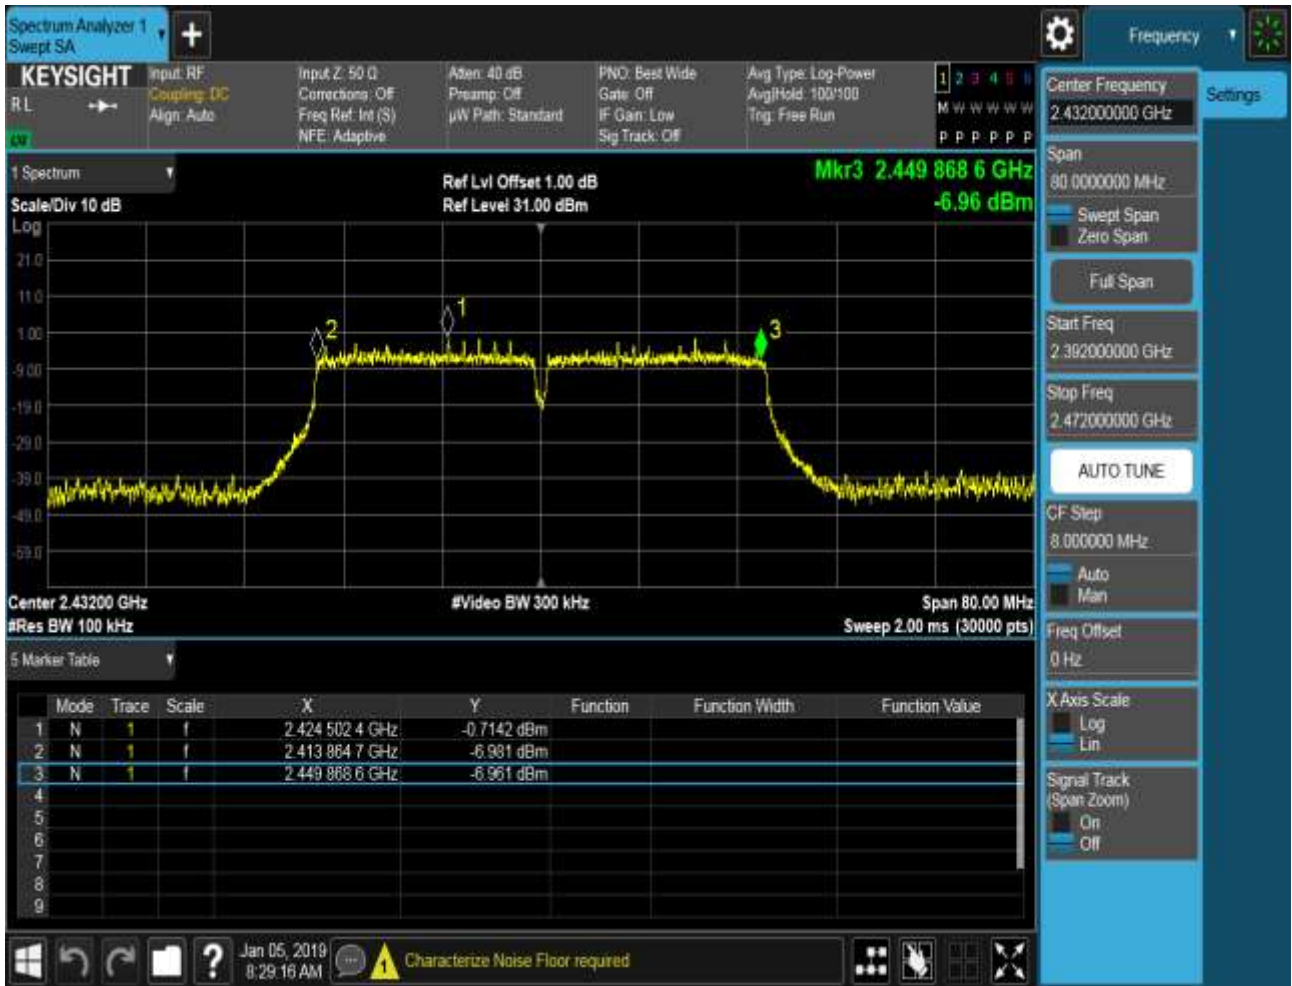 Spectrum Analyzer 1
Swept SA
+
Frequency
KEYSIGHT
RL
LXI
Input: RF
Coupling: DC
Align: Auto
Input Z: 50 Ω
Corrections: Off
Freq Ref: Int (S)
NFE: Adaptive
Atten: 40 dB
Preamp: Off
µW Path: Standard
PNO: Best Wide
Gate: Off
IF Gain: Low
Sig Track: Off
Avg Type: Log-Power
Avg|Hold: 100/100
Trig: Free Run
1 2 3 4 5 6
M W W W W W
P P P P P P
1 Spectrum
Scale/Div 10 dB
Ref Lvl Offset 1.00 dB
Ref Level 31.00 dBm
Mkr3 2.449 868 6 GHz
-6.96 dBm
Log
21.0
11.0
1.00
-9.00
-19.0
-29.0
-39.0
-49.0
-59.0
1
2
3
Center 2.43200 GHz
#Res BW 100 kHz
#Video BW 300 kHz
Span 80.00 MHz
Sweep 2.00 ms (30000 pts)
5 Marker Table
Mode Trace Scale X Y Function Function Width Function Value
1 N 1 f 2.424 502 4 GHz -0.7142 dBm
2 N 1 f 2.413 864 7 GHz -6.981 dBm
3 N 1 f 2.449 868 6 GHz -6.961 dBm
4
5
6
7
8
9
Jan 05, 2019
8:29:16 AM
?
1
Characterize Noise Floor required
Settings
Center Frequency
2.432000000 GHz
Span
80.0000000 MHz
Swept Span
Zero Span
Full Span
Start Freq
2.392000000 GHz
Stop Freq
2.472000000 GHz
AUTO TUNE
CF Step
8.000000 MHz
Auto
Man
Freq Offset
0 Hz
X Axis Scale
Log
Lin
Signal Track
(Span Zoom)
On
Off